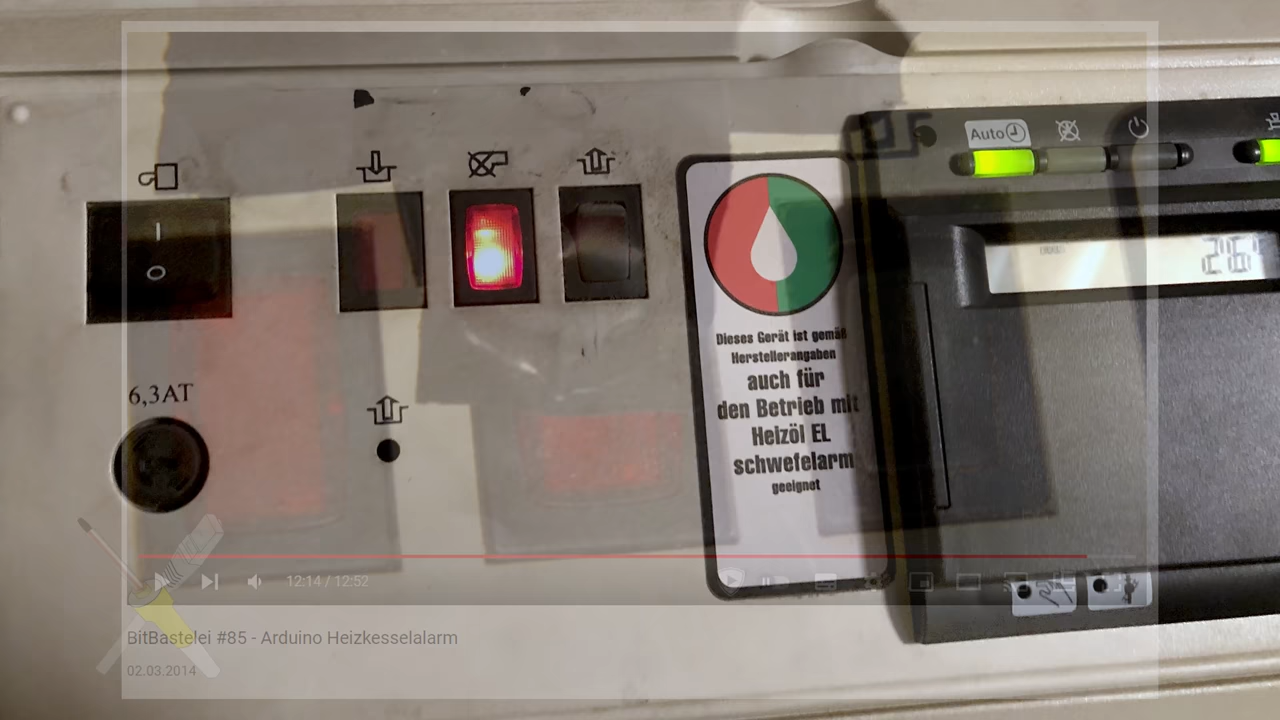 Auto
I
O
26
6,3AT
Dieses Gerät ist gemäß
Herstellerangaben
auch für
den Betrieb mit
Heizöl EL
schwefelarm
geeignet
12:14 / 12:52
BitBastelei #85 - Arduino Heizkesselalarm
02.03.2014